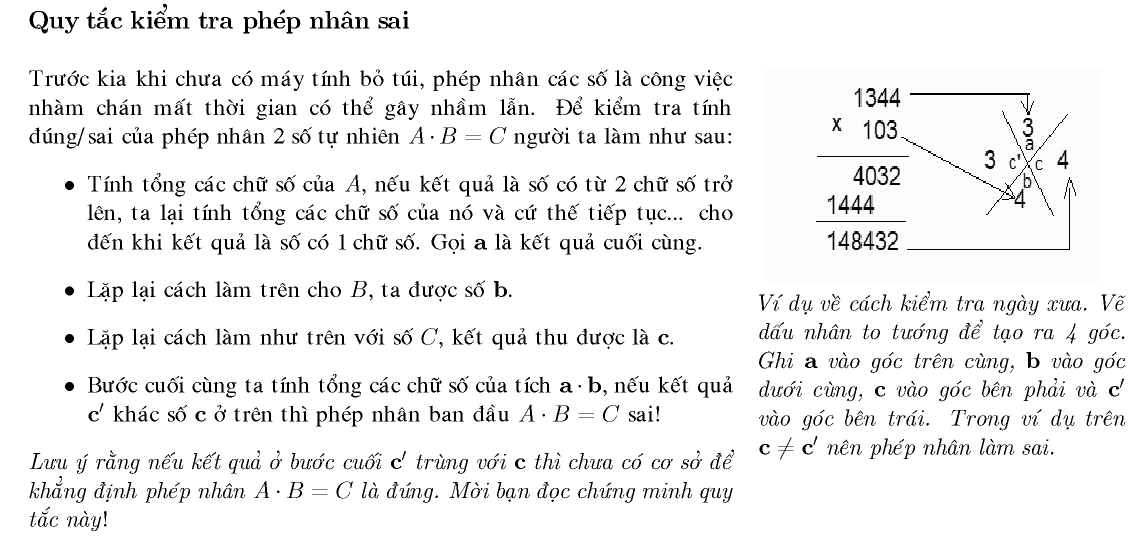 Quy tắc kiểm tra phép nhân sai
Trước kia khi chưa có máy tính bỏ túi, phép nhân các số là công việc
nhàm chán mất thời gian có thể gây nhầm lẫn. Để kiểm tra tính
đúng/sai của phép nhân 2 số tự nhiên A · B = C người ta làm như sau:
• Tính tổng các chữ số của A, nếu kết quả là số có từ 2 chữ số trở
lên, ta lại tính tổng các chữ số của nó và cứ thế tiếp tục... cho
đến khi kết quả là số có 1 chữ số. Gọi a là kết quả cuối cùng.
• Lặp lại cách làm trên cho B, ta được số b.
• Lặp lại cách làm như trên với số C, kết quả thu được là c.
• Bước cuối cùng ta tính tổng các chữ số của tích a · b, nếu kết quả
c′ khác số c ở trên thì phép nhân ban đầu A · B = C sai!
Lưu ý rằng nếu kết quả ở bước cuối c′ trùng với c thì chưa có cơ sở để
khẳng định phép nhân A · B = C là đúng. Mời bạn đọc chứng minh quy
tắc này!
1344
x 103
4032
1444
148432
3
a
3 c' c 4
b
4
Ví dụ về cách kiểm tra ngày xưa. Vẽ
dấu nhân to tướng để tạo ra 4 góc.
Ghi a vào góc trên cùng, b vào góc
dưới cùng, c vào góc bên phải và c′
vào góc bên trái. Trong ví dụ trên
c ≠ c′ nên phép nhân làm sai.